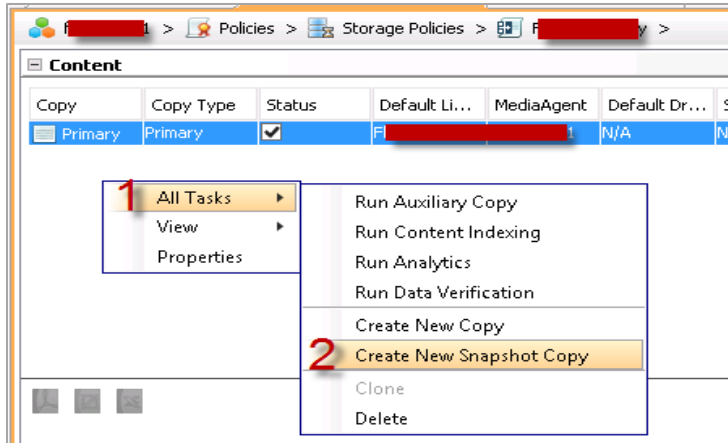 1 > Policies > Storage Policies > y >
Content
Copy Copy Type Status Default Li... MediaAgent Default Dr...
Primary Primary 1 N/A
1 All Tasks
View
Properties
Run Auxiliary Copy
Run Content Indexing
Run Analytics
Run Data Verification
Create New Copy
2 Create New Snapshot Copy
Clone
Delete